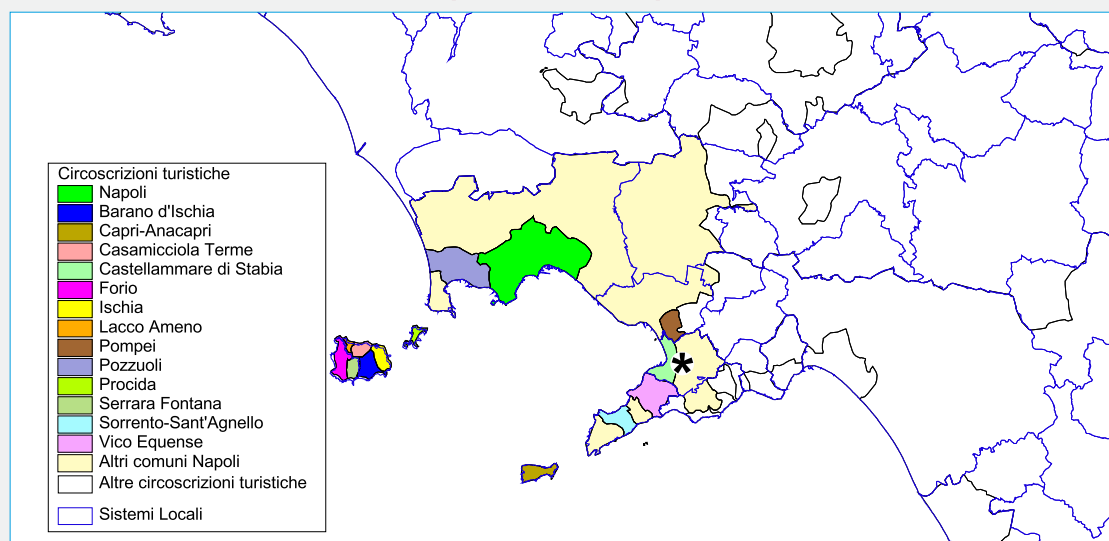 Circoscrizioni turistiche
Napoli
Barano d'Ischia
Capri-Anacapri
Casamicciola Terme
Castellammare di Stabia
Forio
Ischia
Lacco Ameno
Pompei
Pozzuoli
Procida
Serrara Fontana
Sorrento-Sant'Agnello
Vico Equense
Altri comuni Napoli
Altre circoscrizioni turistiche
Sistemi Locali
*